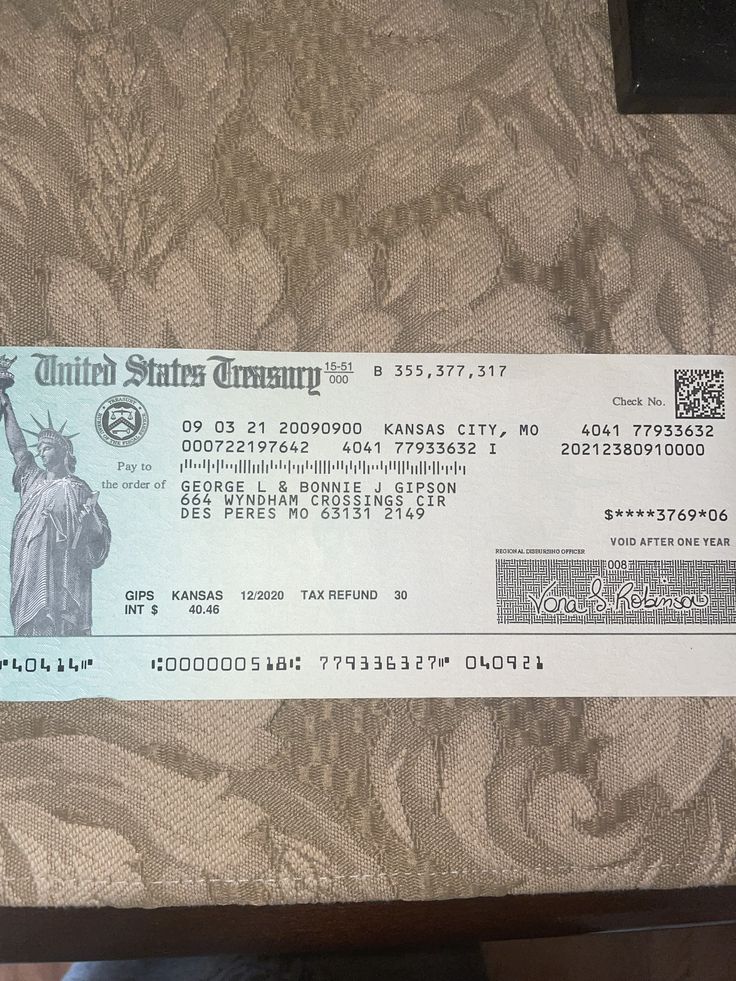 United States Treasury 15-51 000 B 355,377,317
Check No.
09 03 21 20090900 KANSAS CITY, MO 4041 77933632
000722197642 4041 77933632 I 20212380910000
Pay to
the order of
GEORGE L & BONNIE J GIPSON
664 WYNDHAM CROSSINGS CIR
DES PERES MO 63131 2149
$****3769*06
VOID AFTER ONE YEAR
REGIONAL DISBURSING OFFICER
008
GIPS KANSAS 12/2020 TAX REFUND 30
INT $ 40.46
Vona S. Robinson
⑈40414⑈ ⑆000000518⑆ 779336327⑈ 040921